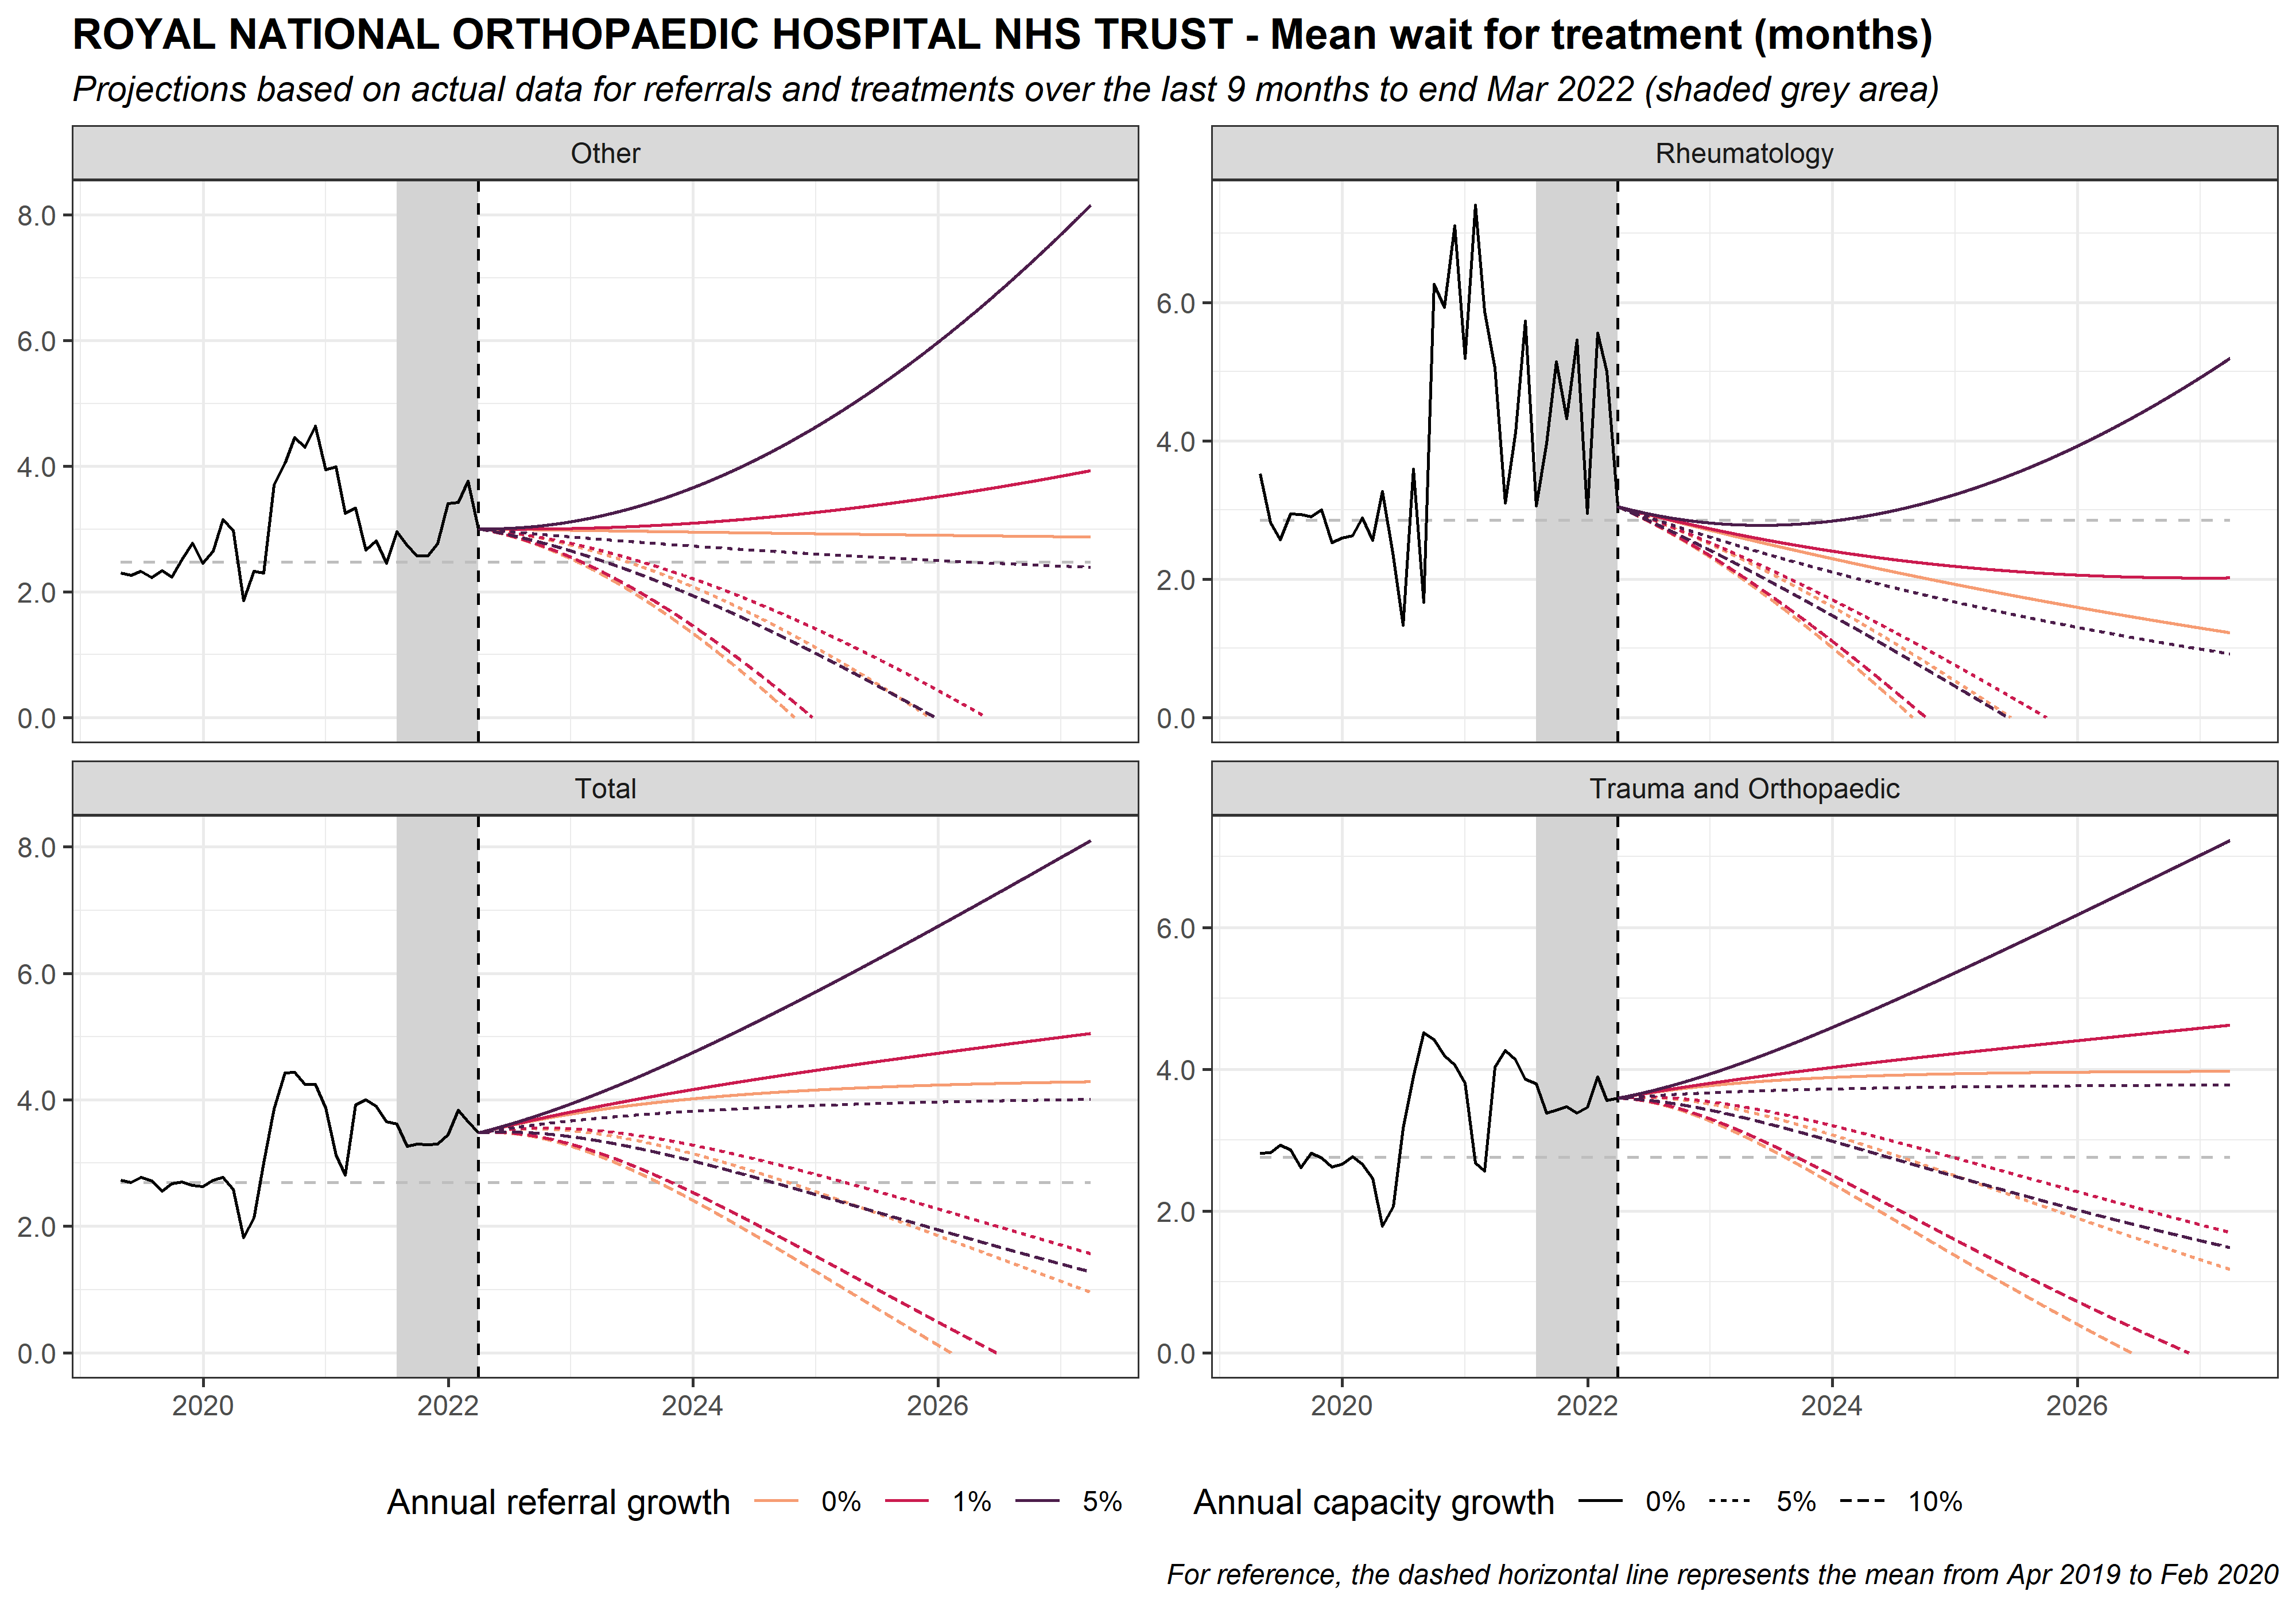 ROYAL NATIONAL ORTHOPAEDIC HOSPITAL NHS TRUST - Mean wait for treatment (months)
Projections based on actual data for referrals and treatments over the last 9 months to end Mar 2022 (shaded grey area)
Other
Rheumatology
8.0
6.0
4.0
2.0
0.0
6.0
4.0
2.0
0.0
Total
Trauma and Orthopaedic
8.0
6.0
4.0
2.0
0.0
6.0
4.0
2.0
0.0
2020 2022 2024 2026
2020 2022 2024 2026
Annual referral growth 0% 1% 5%
Annual capacity growth 0% 5% 10%
For reference, the dashed horizontal line represents the mean from Apr 2019 to Feb 2020